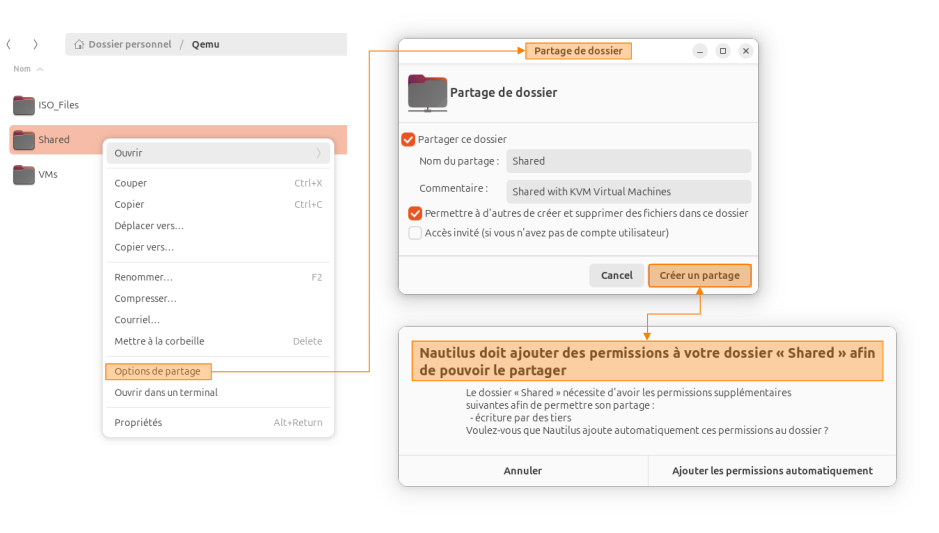 Dossier personnel / Qemu
Nom
ISO_Files
Shared
VMs
Ouvrir
Couper Ctrl+X
Copier Ctrl+C
Déplacer vers…
Copier vers…
Renommer… F2
Compresser…
Courriel…
Mettre à la corbeille Delete
Options de partage
Ouvrir dans un terminal
Propriétés Alt+Return
Partage de dossier
Partage de dossier
Partager ce dossier
Nom du partage : Shared
Commentaire : Shared with KVM Virtual Machines
Permettre à d'autres de créer et supprimer des fichiers dans ce dossier
Accès invité (si vous n'avez pas de compte utilisateur)
Cancel Créer un partage
Nautilus doit ajouter des permissions à votre dossier « Shared » afin
de pouvoir le partager
Le dossier « Shared » nécessite d'avoir les permissions supplémentaires
suivantes afin de permettre son partage :
- écriture par des tiers
Voulez-vous que Nautilus ajoute automatiquement ces permissions au dossier ?
Annuler Ajouter les permissions automatiquement